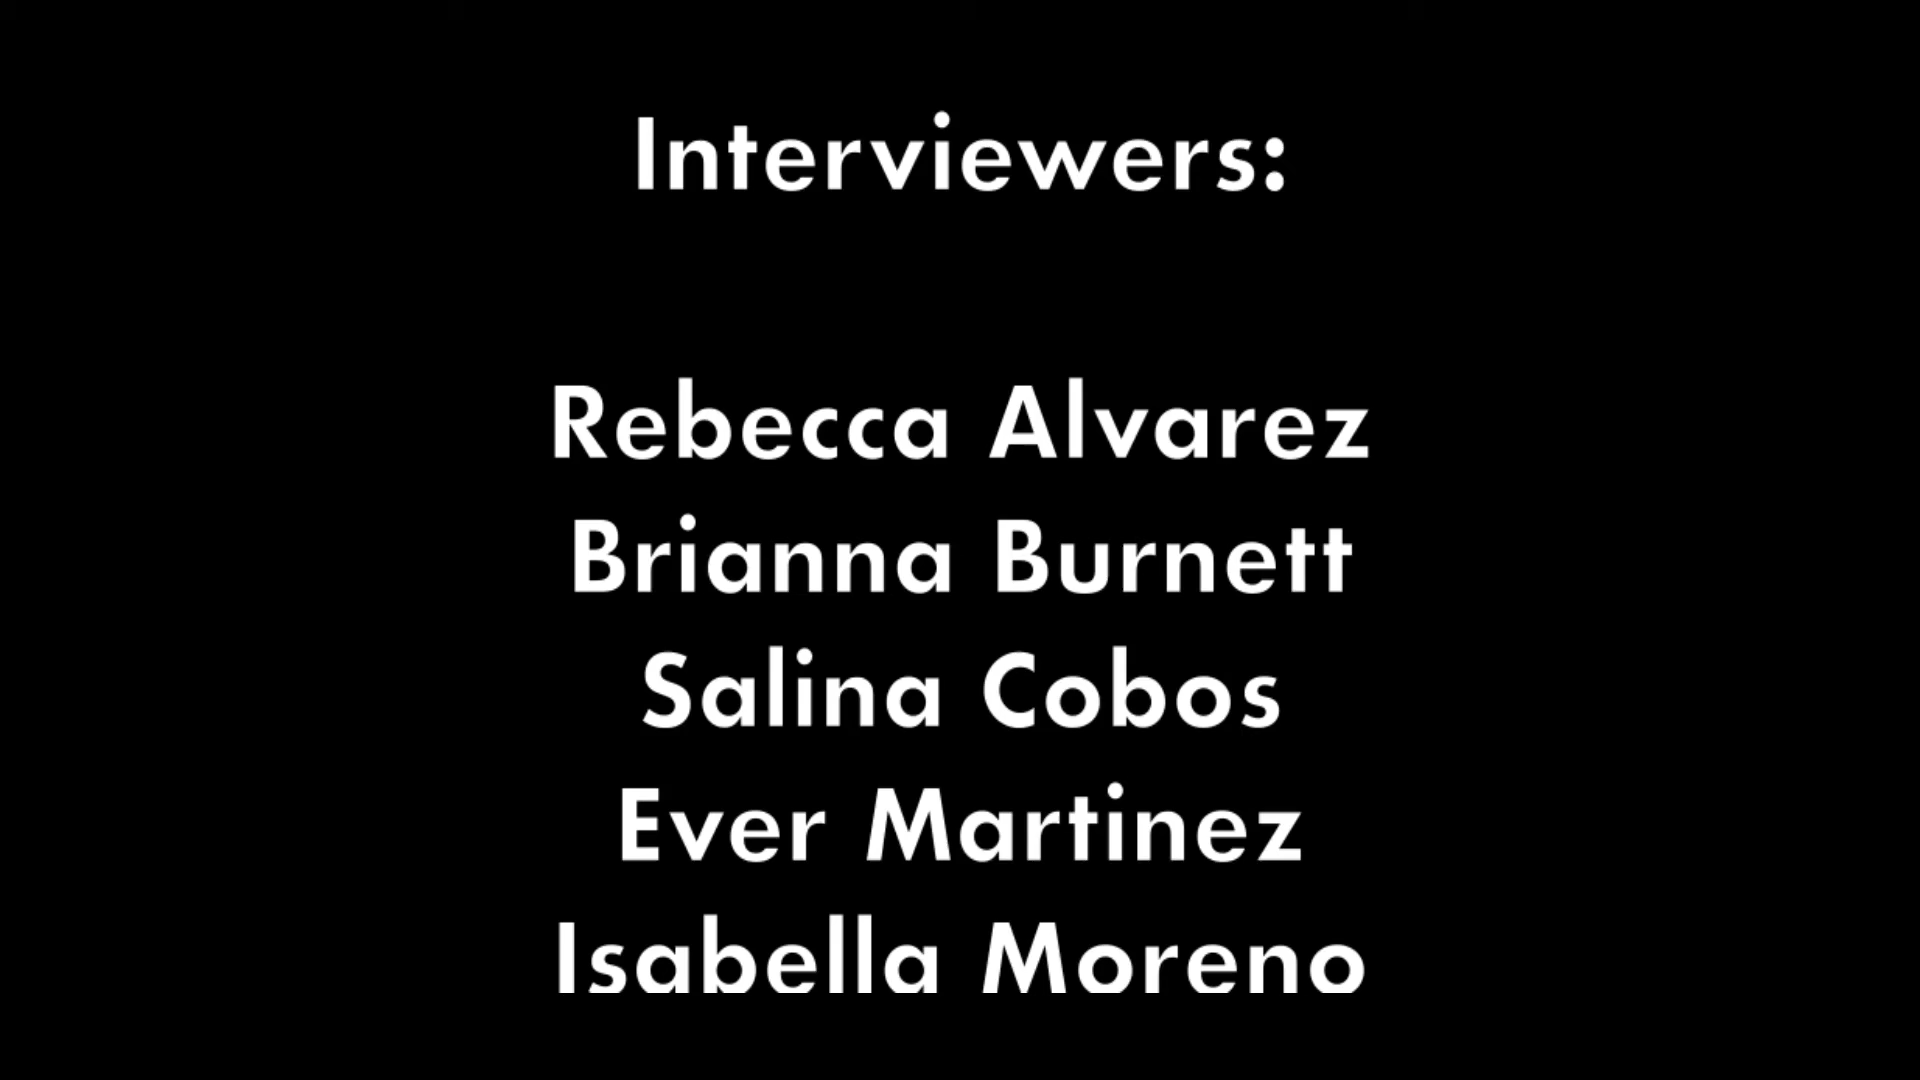 Interviewers:
Rebecca Alvarez
Brianna Burnett
Salina Cobos
Ever Martinez
Isabella Moreno